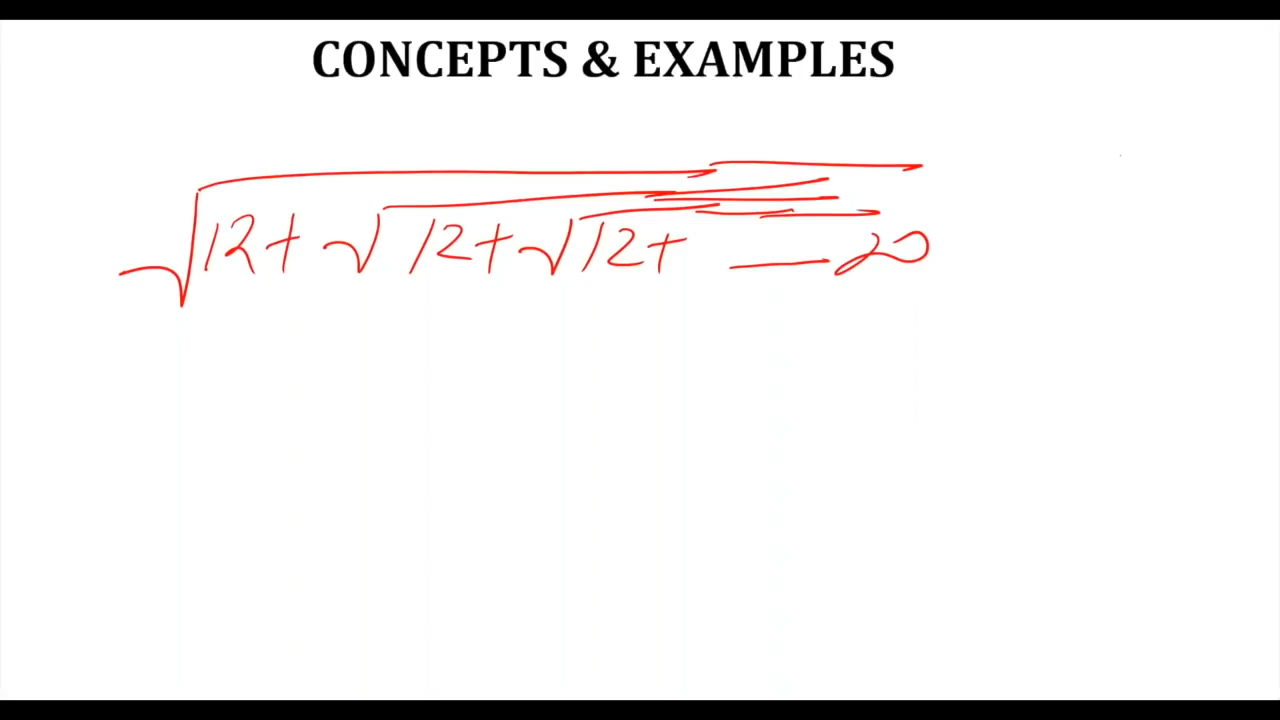 CONCEPTS & EXAMPLES
√12+ √12+ √12+ — ∞